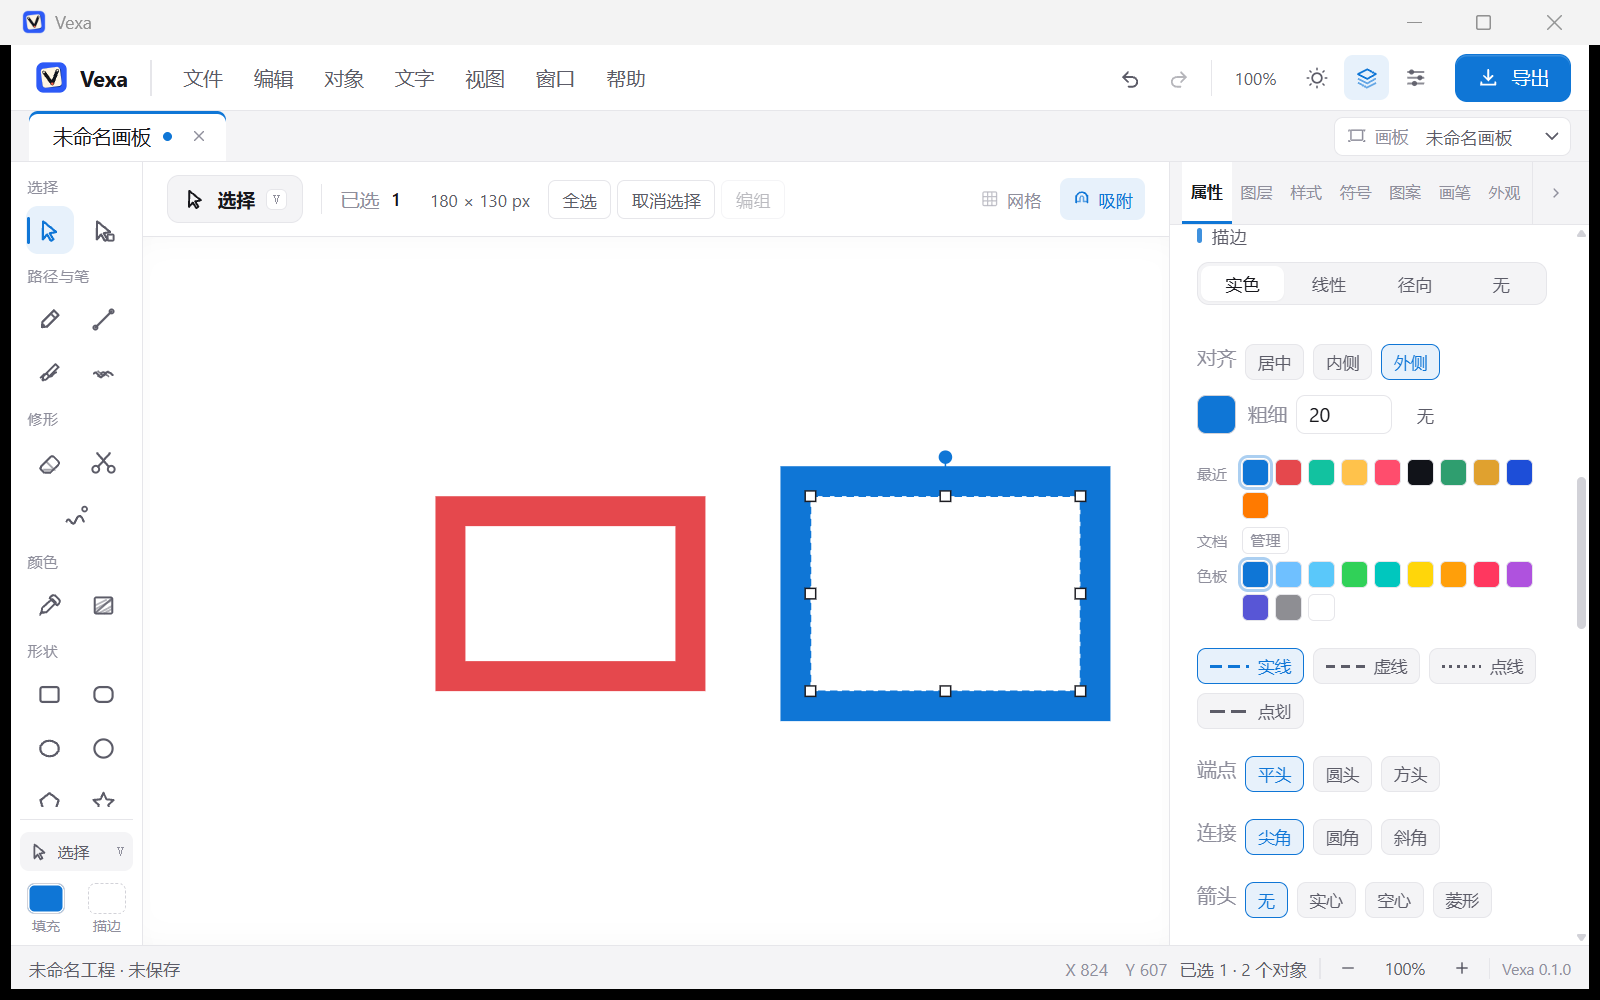 Vexa
Vexa
文件 编辑 对象 文字 视图 窗口 帮助
100%
导出
未命名画板
画板 未命名画板
选择 V
已选 1
180 × 130 px
全选
取消选择
编组
网格
吸附
选择
路径与笔
修形
颜色
形状
选择 V
填充
描边
属性 图层 样式 符号 图案 画笔 外观
描边
实色 线性 径向 无
对齐 居中 内侧 外侧
粗细 20 无
最近
文档 管理
色板
实线 虚线 点线
点划
端点 平头 圆头 方头
连接 尖角 圆角 斜角
箭头 无 实心 空心 菱形
未命名工程 · 未保存
X 824 Y 607 已选 1 · 2 个对象
100%
Vexa 0.1.0